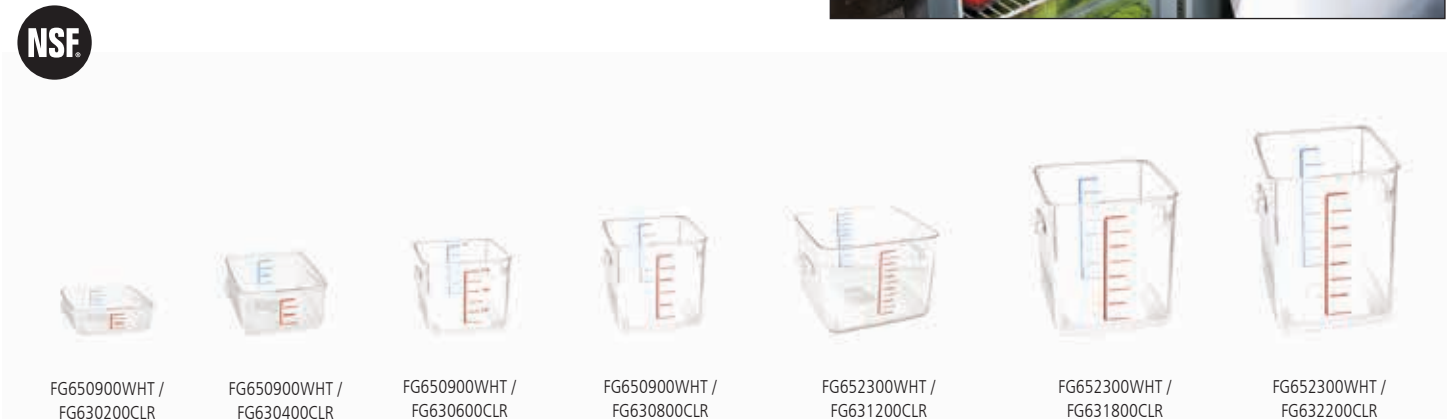 NSF®
FG650900WHT /
FG630200CLR
FG650900WHT /
FG630400CLR
FG650900WHT /
FG630600CLR
FG650900WHT /
FG630800CLR
FG652300WHT /
FG631200CLR
FG652300WHT /
FG631800CLR
FG652300WHT /
FG632200CLR